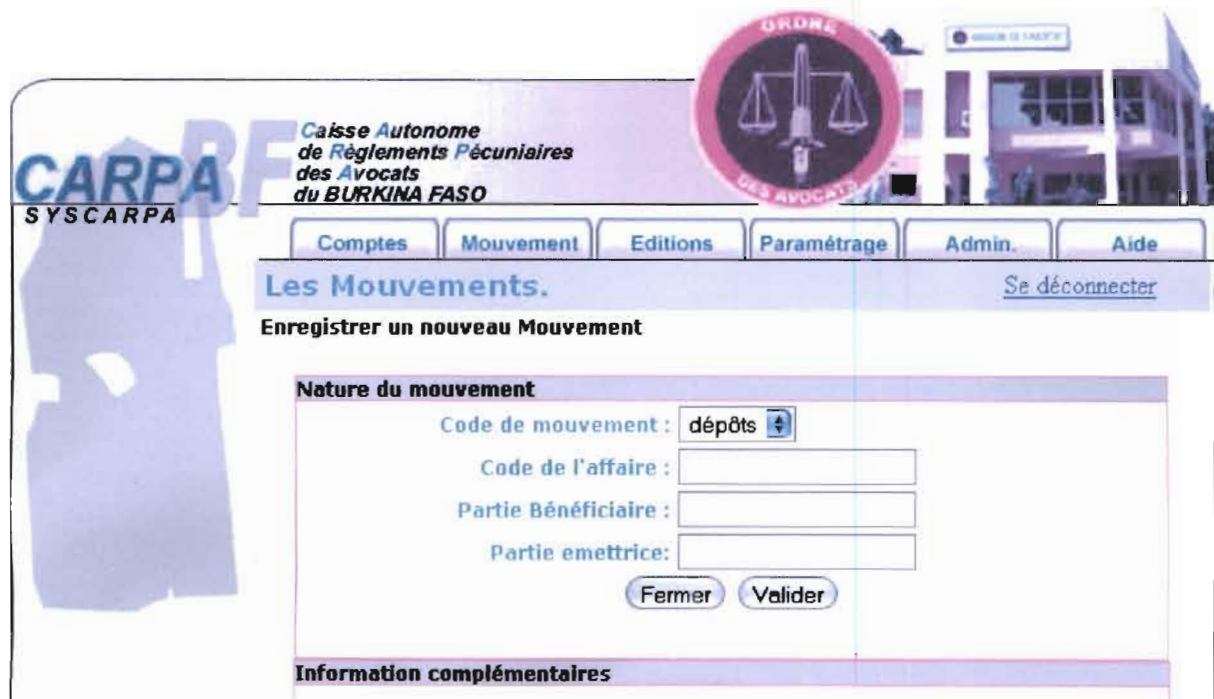 ORDRE
DES AVOCATS
CARPA
BF
SYSCARPA
Caisse Autonome
de Règlements Pécuniaires
des Avocats
du BURKINA FASO
Comptes Mouvement Editions Paramétrage Admin. Aide
Les Mouvements. Se déconnecter
Enregistrer un nouveau Mouvement
Nature du mouvement
Code de mouvement : dépôts
Code de l'affaire :
Partie Bénéficiaire :
Partie emettrice:
Fermer Valider
Information complémentaires